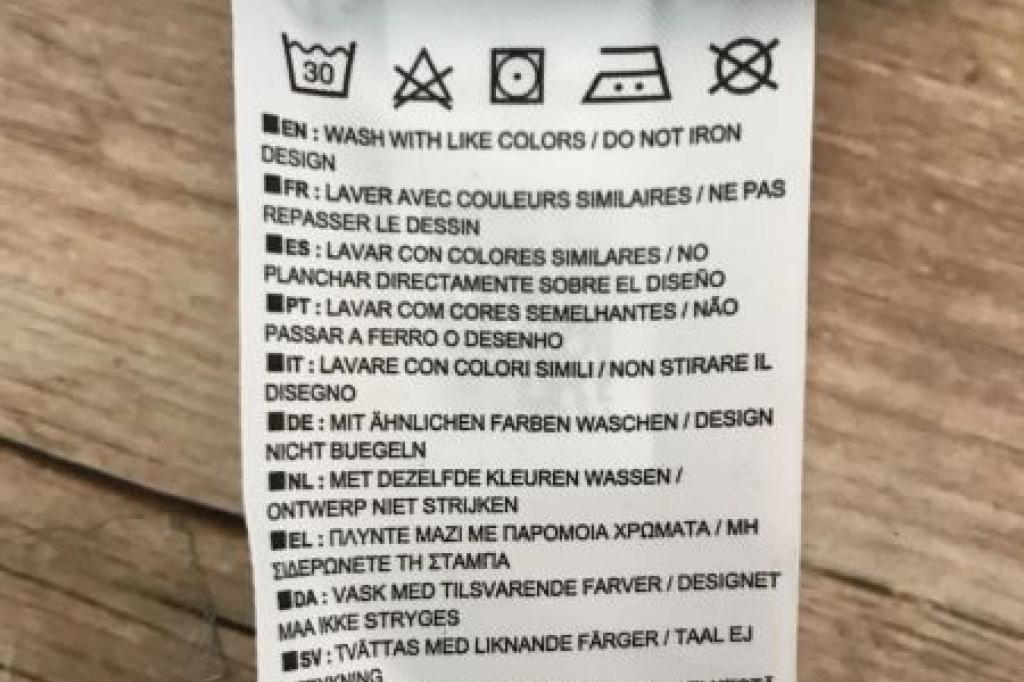 30
EN : WASH WITH LIKE COLORS / DO NOT IRON
DESIGN
FR : LAVER AVEC COULEURS SIMILAIRES / NE PAS
REPASSER LE DESSIN
ES : LAVAR CON COLORES SIMILARES / NO
PLANCHAR DIRECTAMENTE SOBRE EL DISEÑO
PT : LAVAR COM CORES SEMELHANTES / NÃO
PASSAR A FERRO O DESENHO
IT : LAVARE CON COLORI SIMILI / NON STIRARE IL
DISEGNO
DE : MIT ÄHNLICHEN FARBEN WASCHEN / DESIGN
NICHT BUEGELN
NL : MET DEZELFDE KLEUREN WASSEN /
ONTWERP NIET STRIJKEN
EL : ΠΛΥΝΤΕ ΜΑΖΙ ΜΕ ΠΑΡΟΜΟΙΑ ΧΡΩΜΑΤΑ / ΜΗ
ΣΙΔΕΡΩΝΕΤΕ ΤΗ ΣΤΑΜΠΑ
DA : VASK MED TILSVARENDE FARVER / DESIGNET
MAA IKKE STRYGES
SV : TVÄTTAS MED LIKNANDE FÄRGER / TAAL EJ